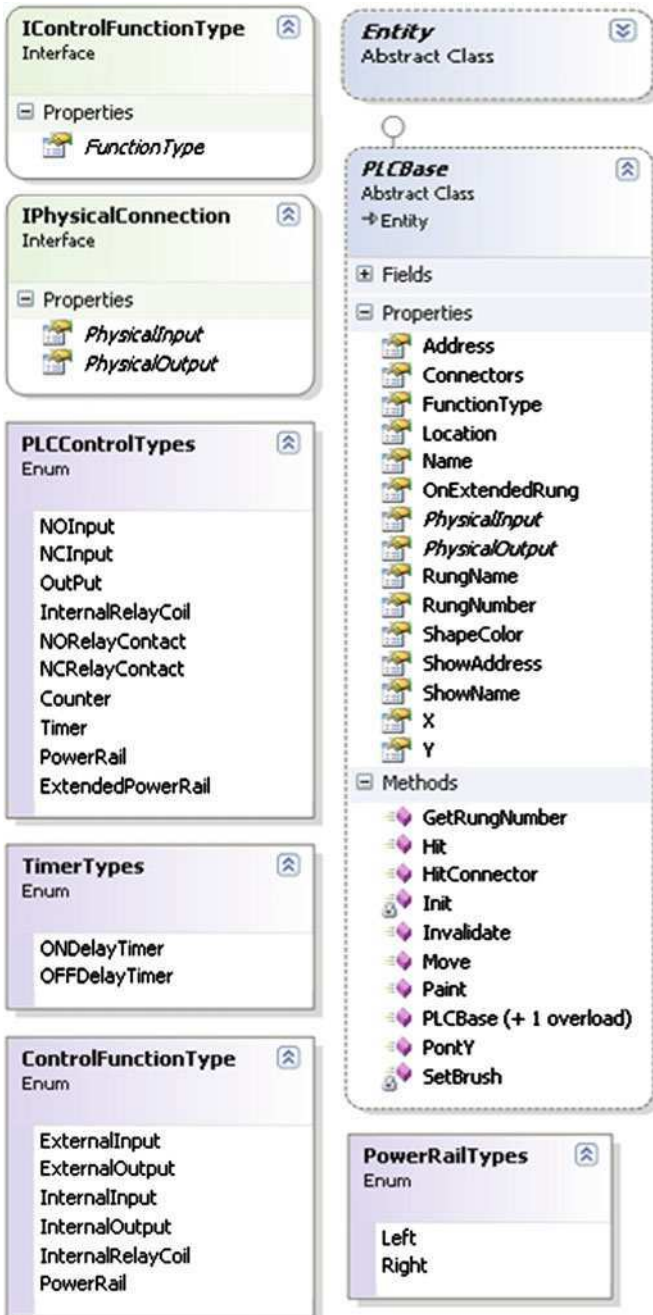 IControlFunctionType
Interface
Properties
FunctionType
IPhysicalConnection
Interface
Properties
PhysicalInput
PhysicalOutput
PLCControlTypes
Enum
NOInput
NCInput
OutPut
InternalRelayCoil
NORelayContact
NCRelayContact
Counter
Timer
PowerRail
ExtendedPowerRail
TimerTypes
Enum
ONDelayTimer
OFFDelayTimer
ControlFunctionType
Enum
ExternalInput
ExternalOutput
InternalInput
InternalOutput
InternalRelayCoil
PowerRail
Entity
Abstract Class
PLCBase
Abstract Class
Entity
Fields
Properties
Address
Connectors
FunctionType
Location
Name
OnExtendedRung
PhysicalInput
PhysicalOutput
RungName
RungNumber
ShapeColor
ShowAddress
ShowName
X
Y
Methods
GetRungNumber
Hit
HitConnector
Init
Invalidate
Move
Paint
PLCBase (+ 1 overload)
PontY
SetBrush
PowerRailTypes
Enum
Left
Right